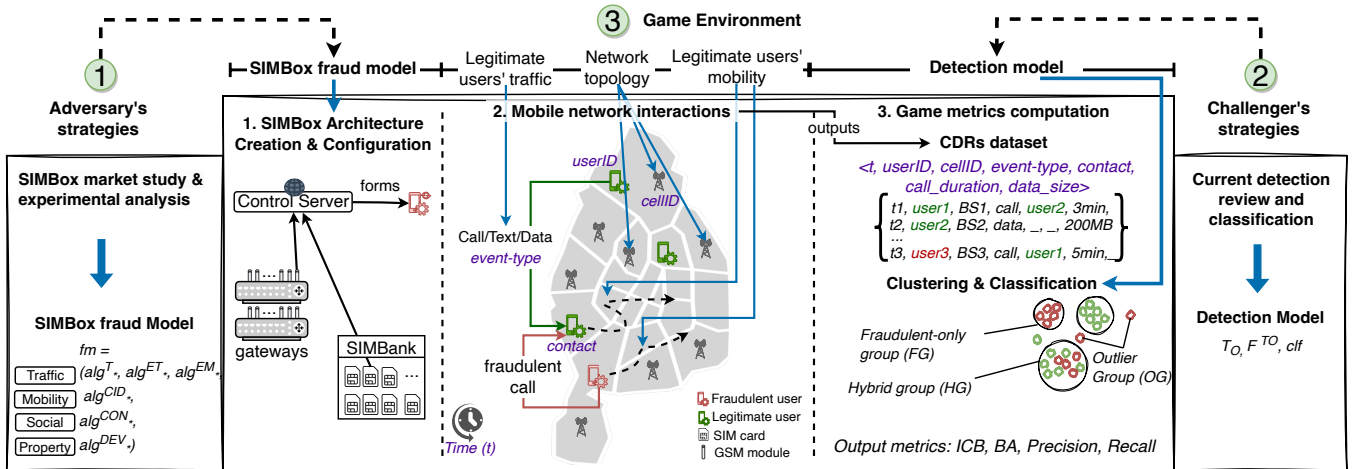 3
Game Environment
1
Adversary's
strategies
SIMBox fraud model
Legitimate
users' traffic
Network
topology
Legitimate users'
mobility
Detection model
2
Challenger's
strategies
SIMBox market study &
experimental analysis
SIMBox fraud Model
fm =
Traffic (alg^T_*, alg^ET_*, alg^EM_*,
Mobility alg^CID_*,
Social alg^CON_*,
Property alg^DEV_*)
1. SIMBox Architecture
Creation & Configuration
Control Server
forms
gateways
SIMBank
...
2. Mobile network interactions
userID
cellID
Call/Text/Data
event-type
contact
fraudulent
call
Time (t)
Fraudulent user
Legitimate user
SIM card
GSM module
outputs
3. Game metrics computation
CDRs dataset
<t, userID, cellID, event-type, contact,
call_duration, data_size>
t1, user1, BS1, call, user2, 3min,_
t2, user2, BS2, data, _, _, 200MB
...
t3, user3, BS3, call, user1, 5min,_
Clustering & Classification
Fraudulent-only
group (FG)
Hybrid group (HG)
Outlier
Group (OG)
Output metrics: ICB, BA, Precision, Recall
Current detection
review and
classification
Detection Model
T_O, F^TO, clf